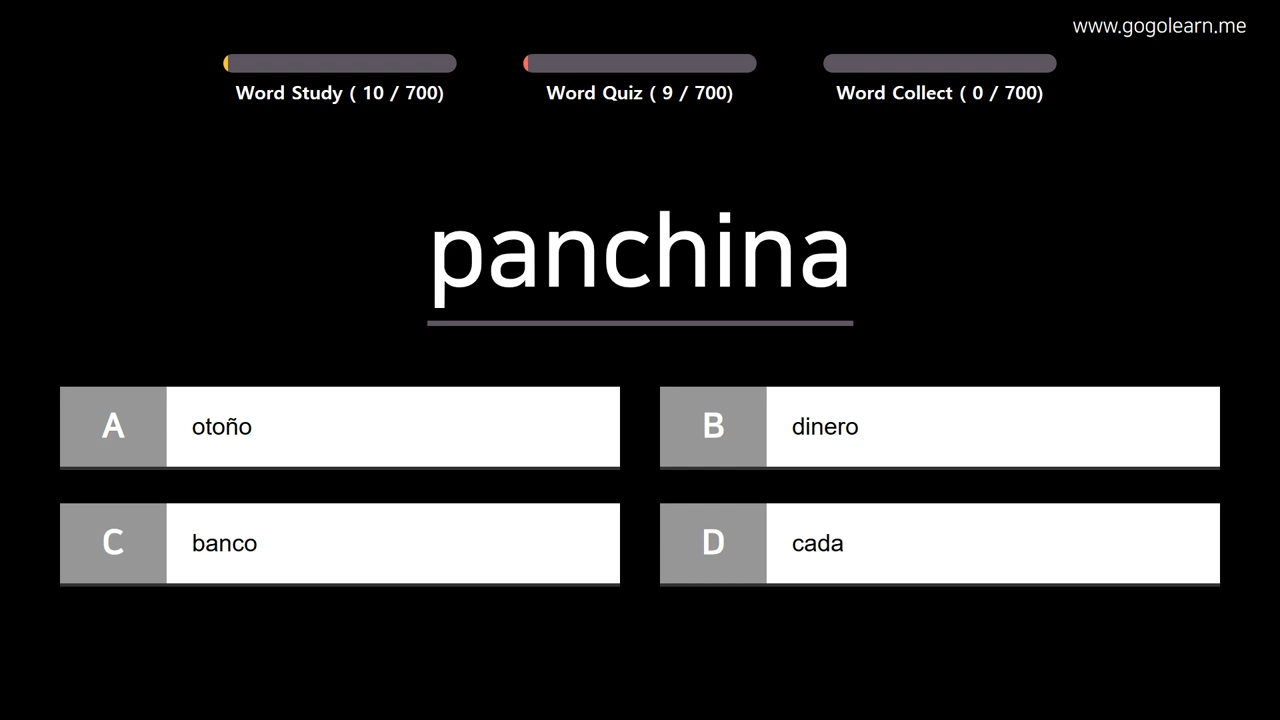 www.gogolearn.me
Word Study ( 10 / 700)
Word Quiz ( 9 / 700)
Word Collect ( 0 / 700)
panchina
A
otoño
B
dinero
C
banco
D
cada